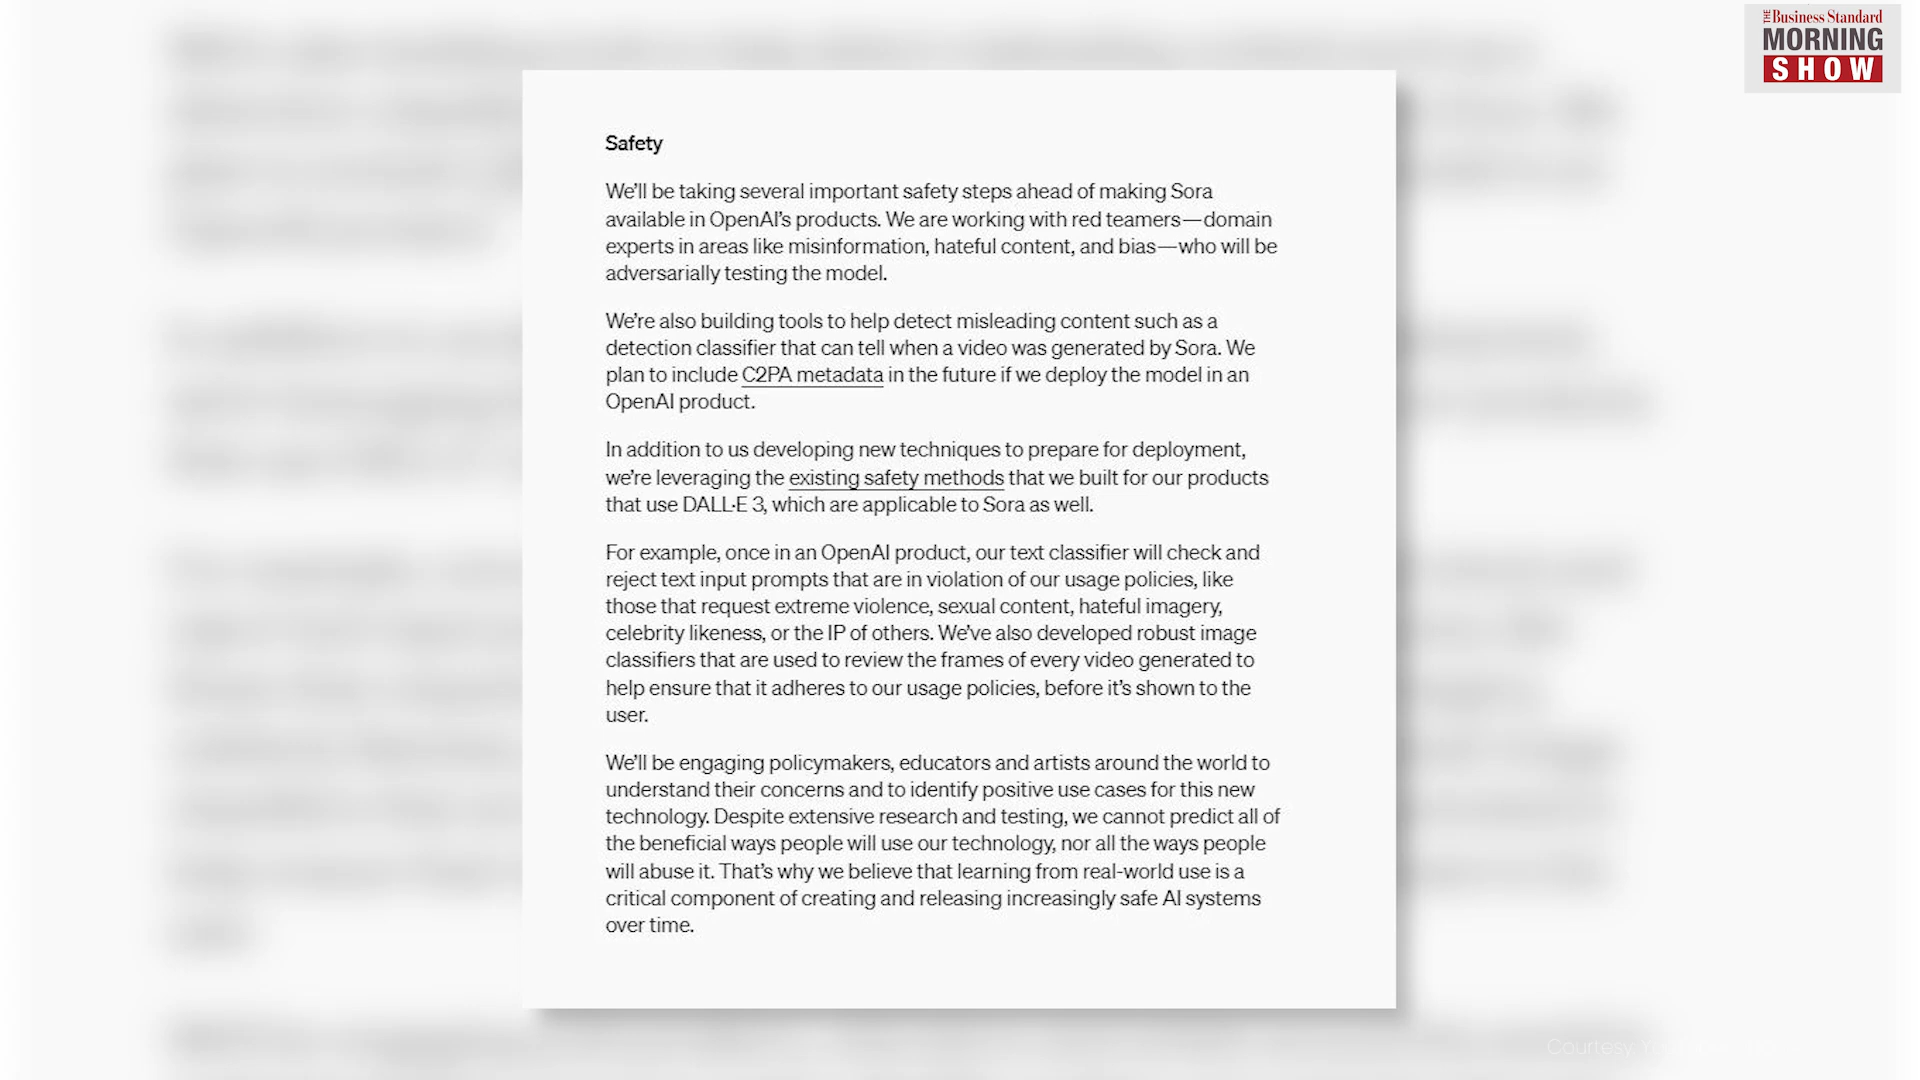 THE Business Standard
MORNING
SHOW
Safety
We'll be taking several important safety steps ahead of making Sora
available in OpenAI's products. We are working with red teamers—domain
experts in areas like misinformation, hateful content, and bias—who will be
adversarially testing the model.
We're also building tools to help detect misleading content such as a
detection classifier that can tell when a video was generated by Sora. We
plan to include C2PA metadata in the future if we deploy the model in an
OpenAI product.
In addition to us developing new techniques to prepare for deployment,
we're leveraging the existing safety methods that we built for our products
that use DALL·E 3, which are applicable to Sora as well.
For example, once in an OpenAI product, our text classifier will check and
reject text input prompts that are in violation of our usage policies, like
those that request extreme violence, sexual content, hateful imagery,
celebrity likeness, or the IP of others. We've also developed robust image
classifiers that are used to review the frames of every video generated to
help ensure that it adheres to our usage policies, before it's shown to the
user.
We'll be engaging policymakers, educators and artists around the world to
understand their concerns and to identify positive use cases for this new
technology. Despite extensive research and testing, we cannot predict all of
the beneficial ways people will use our technology, nor all the ways people
will abuse it. That's why we believe that learning from real-world use is a
critical component of creating and releasing increasingly safe AI systems
over time.
Courtesy